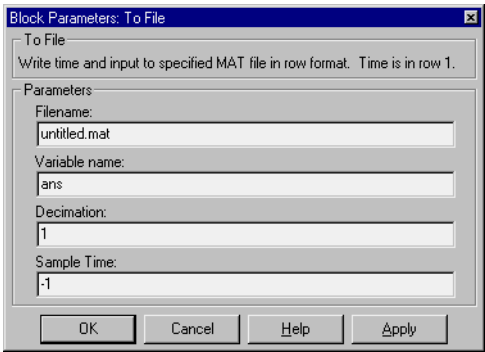 Block Parameters: To File
To File
Write time and input to specified MAT file in row format. Time is in row 1.
Parameters
Filename:
untitled.mat
Variable name:
ans
Decimation:
1
Sample Time:
-1
OK Cancel Help Apply